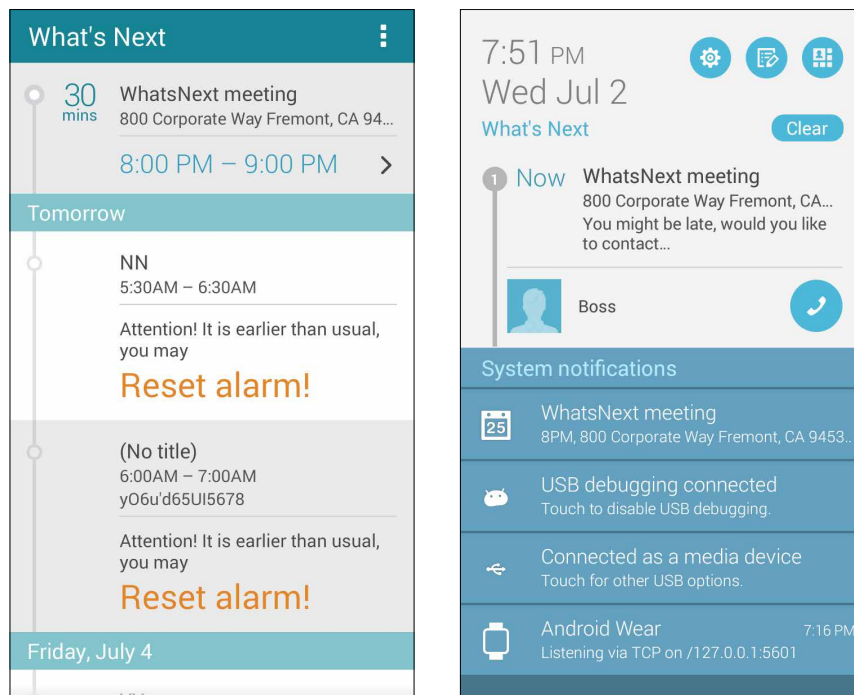 What's Next
30
mins
WhatsNext meeting
800 Corporate Way Fremont, CA 94...
8:00 PM – 9:00 PM
Tomorrow
NN
5:30AM – 6:30AM
Attention! It is earlier than usual,
you may
Reset alarm!
(No title)
6:00AM – 7:00AM
yO6u'd65UI5678
Attention! It is earlier than usual,
you may
Reset alarm!
Friday, July 4
7:51 PM
Wed Jul 2
What's Next
Clear
1
Now
WhatsNext meeting
800 Corporate Way Fremont, CA...
You might be late, would you like
to contact...
Boss
System notifications
25
WhatsNext meeting
8PM, 800 Corporate Way Fremont, CA 9453..
USB debugging connected
Touch to disable USB debugging.
Connected as a media device
Touch for other USB options.
Android Wear
7:16 PM
Listening via TCP on /127.0.0.1:5601